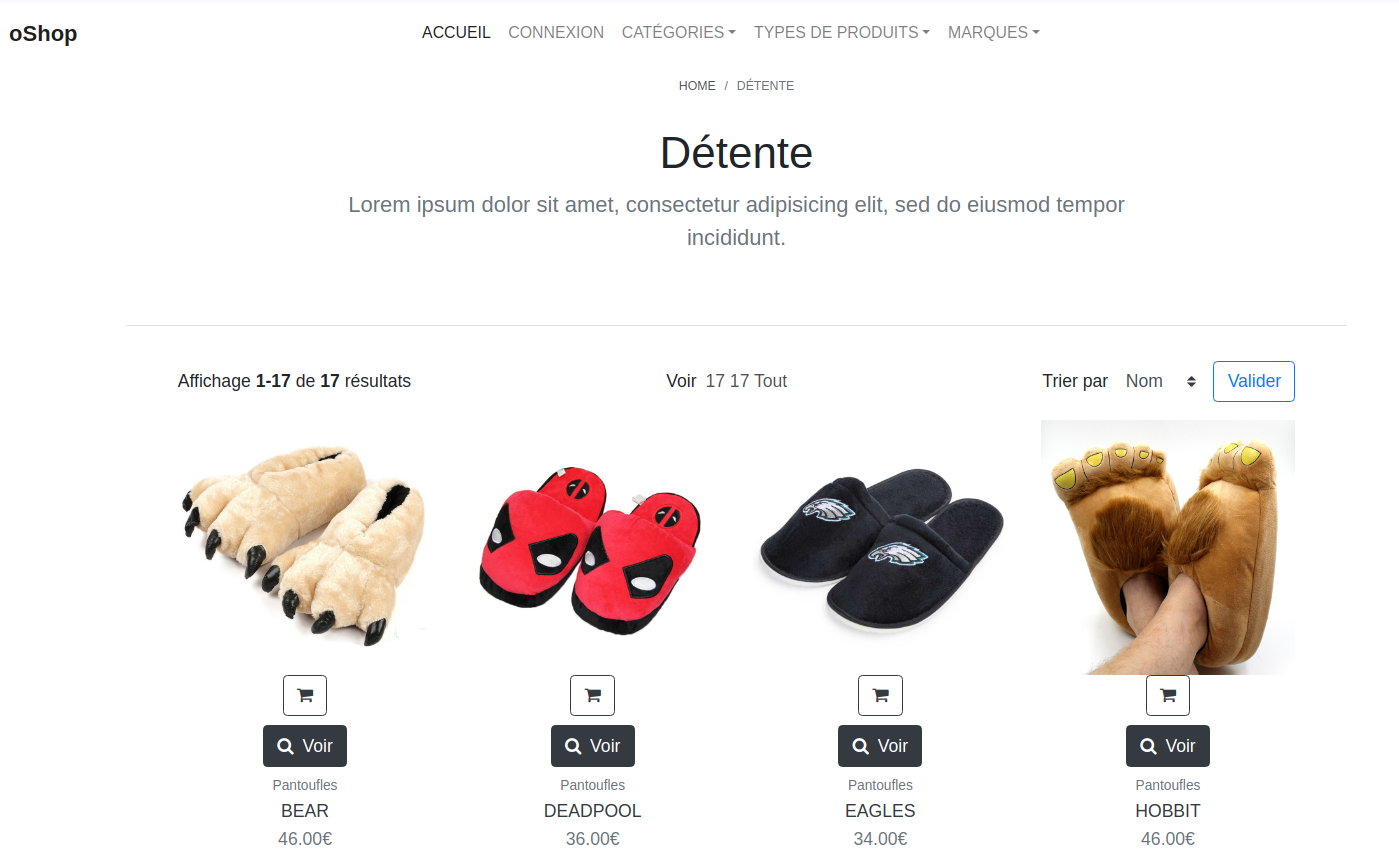 oShop
ACCUEIL CONNEXION CATÉGORIES TYPES DE PRODUITS MARQUES
HOME / DÉTENTE
Détente
Lorem ipsum dolor sit amet, consectetur adipisicing elit, sed do eiusmod tempor
incididunt.
Affichage 1-17 de 17 résultats Voir 17 17 Tout Trier par Nom Valider
Voir Voir Voir Voir
Pantoufles Pantoufles Pantoufles Pantoufles
BEAR DEADPOOL EAGLES HOBBIT
46.00€ 36.00€ 34.00€ 46.00€